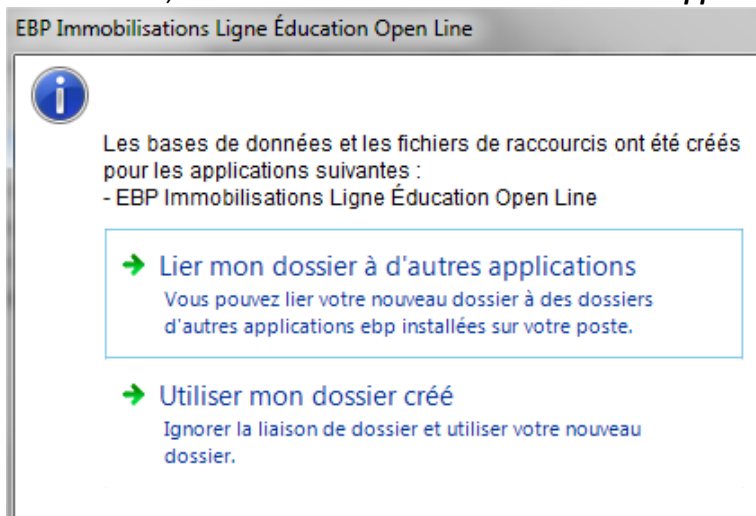 EBP Immobilisations Ligne Éducation Open Line
Les bases de données et les fichiers de raccourcis ont été créés
pour les applications suivantes :
- EBP Immobilisations Ligne Éducation Open Line
Lier mon dossier à d'autres applications
Vous pouvez lier votre nouveau dossier à des dossiers
d'autres applications ebp installées sur votre poste.
Utiliser mon dossier créé
Ignorer la liaison de dossier et utiliser votre nouveau
dossier.